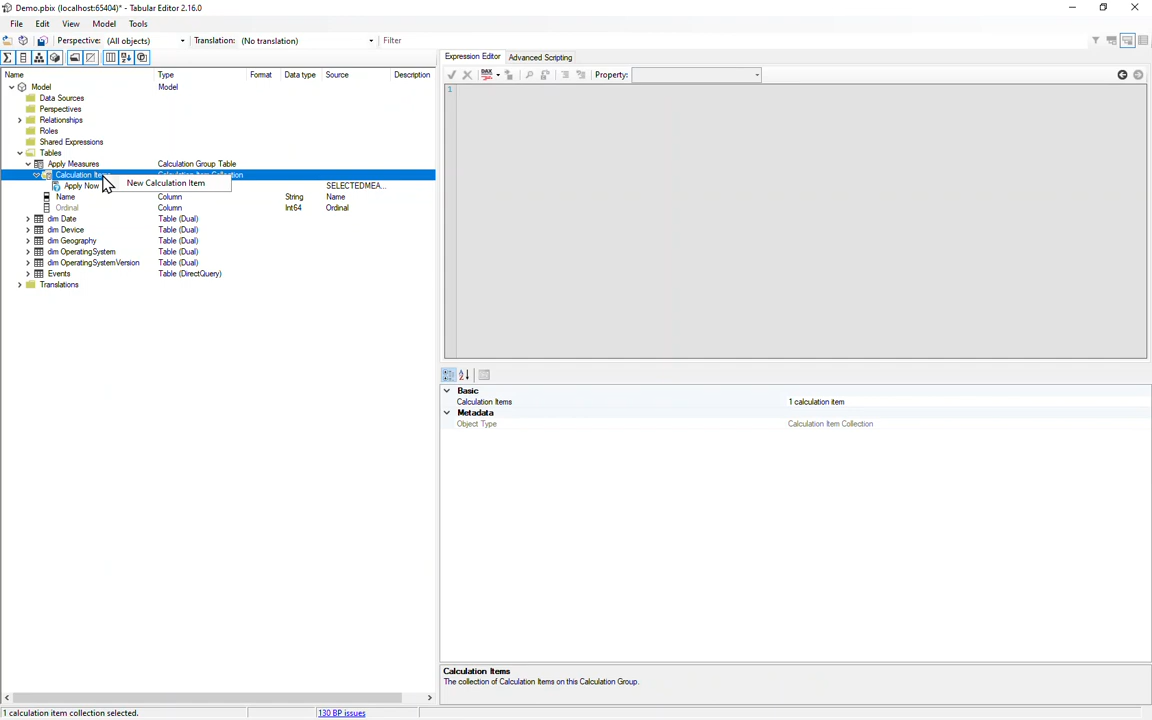 Demo.pbix (localhost:65404)* - Tabular Editor 2.16.0
File Edit View Model Tools
Perspective: (All objects) Translation: (No translation) Filter
Expression Editor Advanced Scripting
Property:
Name Type Format Data type Source Description
1
Model Model
Data Sources
Perspectives
Relationships
Roles
Shared Expressions
Tables
Apply Measures Calculation Group Table
Calculation
New Calculation Item
Apply Now SELECTEDMEA...
Name Column String Name
Ordinal Column Int64 Ordinal
dim Date Table (Dual)
dim Device Table (Dual)
dim Geography Table (Dual)
dim OperatingSystem Table (Dual)
dim OperatingSystemVersion Table (Dual)
Events Table (DirectQuery)
Translations
Basic
Calculation Items 1 calculation item
Metadata
Object Type Calculation Item Collection
Calculation Items
The collection of Calculation Items on this Calculation Group.
1 calculation item collection selected. 130 BP issues